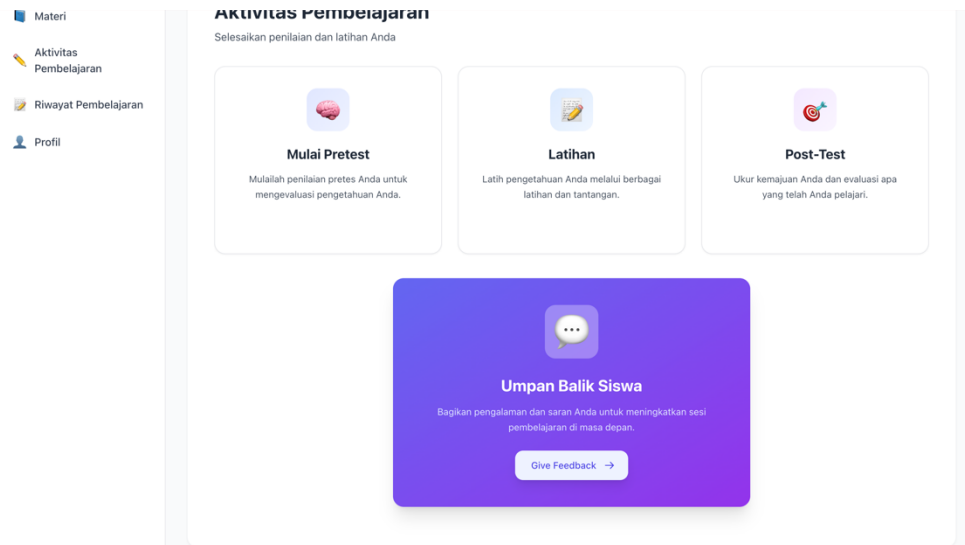 Materi
Aktivitas
Pembelajaran
Riwayat Pembelajaran
Profil
Aktivitas Pembelajaran
Selesaikan penilaian dan latihan Anda
Mulai Pretest
Mulailah penilaian pretes Anda untuk
mengevaluasi pengetahuan Anda.
Latihan
Latih pengetahuan Anda melalui berbagai
latihan dan tantangan.
Post-Test
Ukur kemajuan Anda dan evaluasi apa
yang telah Anda pelajari.
Umpan Balik Siswa
Bagikan pengalaman dan saran Anda untuk meningkatkan sesi
pembelajaran di masa depan.
Give Feedback →